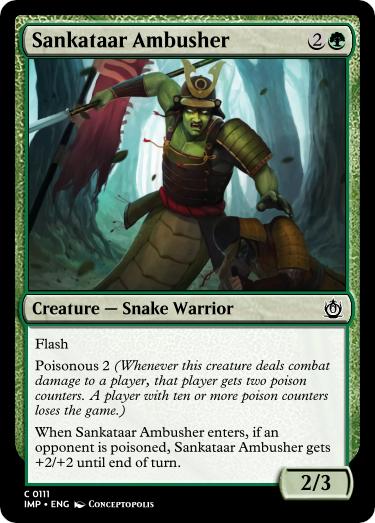 Sankataar Ambusher 2
Creature — Snake Warrior
Flash
Poisonous 2 (Whenever this creature deals combat
damage to a player, that player gets two poison
counters. A player with ten or more poison counters
loses the game.)
When Sankataar Ambusher enters, if an
opponent is poisoned, Sankataar Ambusher gets
+2/+2 until end of turn.
2/3
C 0111
IMP • ENG Conceptopolis